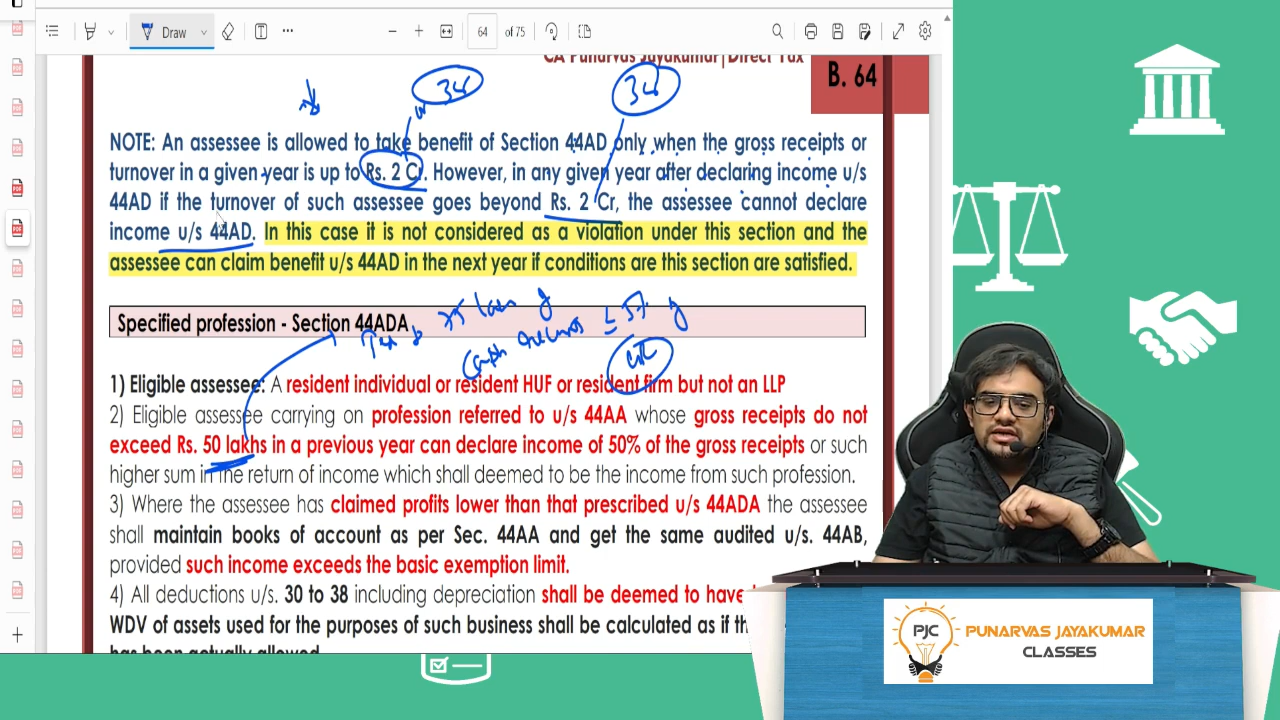 Draw
64 of 75
CA Punarvas Jayakumar|Direct Tax
B. 64
3cr
3cr
or
NOTE: An assessee is allowed to take benefit of Section 44AD only when the gross receipts or
turnover in a given year is up to Rs. 2 Cr. However, in any given year after declaring income u/s
44AD if the turnover of such assessee goes beyond Rs. 2 Cr, the assessee cannot declare
income u/s 44AD. In this case it is not considered as a violation under this section and the
assessee can claim benefit u/s 44AD in the next year if conditions are this section are satisfied.
Specified profession - Section 44ADA
75 lacs if
cash receipts ≤ 5% of
1) Eligible assessee: A resident individual or resident HUF or resident firm but not an LLP
2) Eligible assessee carrying on profession referred to u/s 44AA whose gross receipts do not
exceed Rs. 50 lakhs in a previous year can declare income of 50% of the gross receipts or such
higher sum in the return of income which shall deemed to be the income from such profession.
3) Where the assessee has claimed profits lower than that prescribed u/s 44ADA the assessee
shall maintain books of account as per Sec. 44AA and get the same audited u/s. 44AB,
provided such income exceeds the basic exemption limit.
4) All deductions u/s. 30 to 38 including depreciation shall be deemed to have
WDV of assets used for the purposes of such business shall be calculated as if th
has been actually allowed
PJC
PUNARVAS JAYAKUMAR
CLASSES